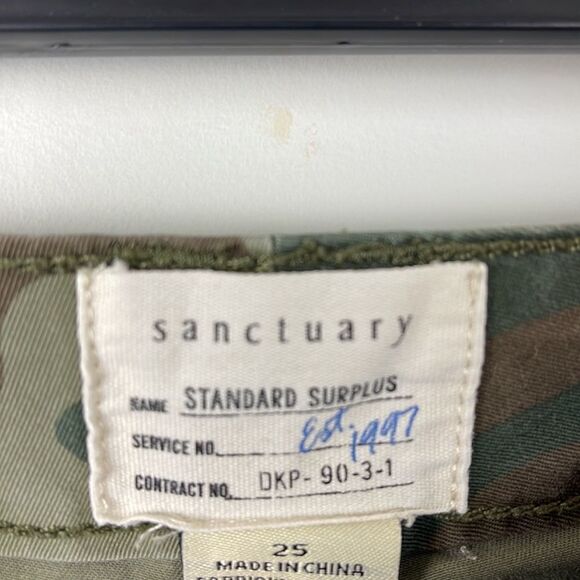 sanctuary
NAME STANDARD SURPLUS
SERVICE NO. Est. 1997
CONTRACT NO. DKP-90-3-1
25
MADE IN CHINA